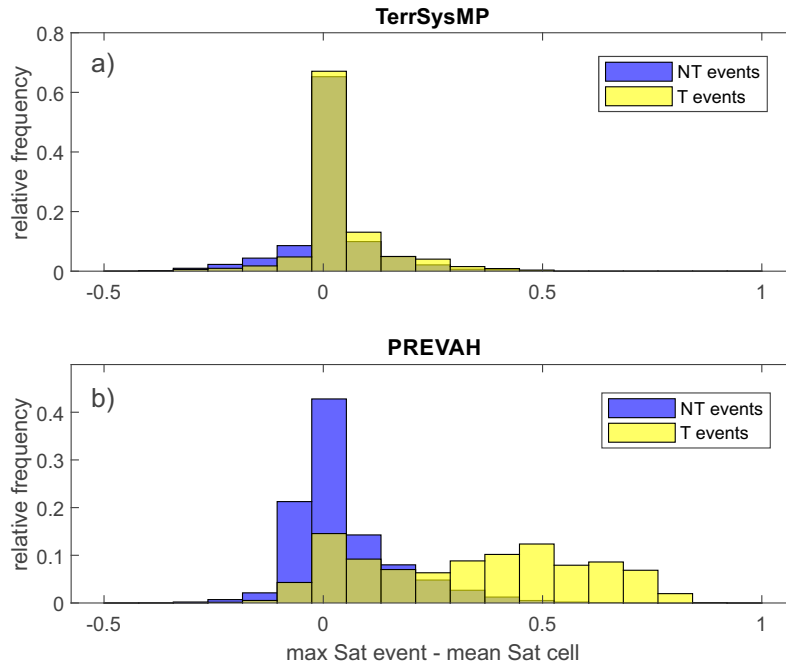 TerrSysMP
a)
NT events
T events
relative frequency
0.8
0.6
0.4
0.2
0
-0.5 0 0.5 1
PREVAH
b)
NT events
T events
relative frequency
0.4
0.3
0.2
0.1
0
-0.5 0 0.5 1
max Sat event - mean Sat cell